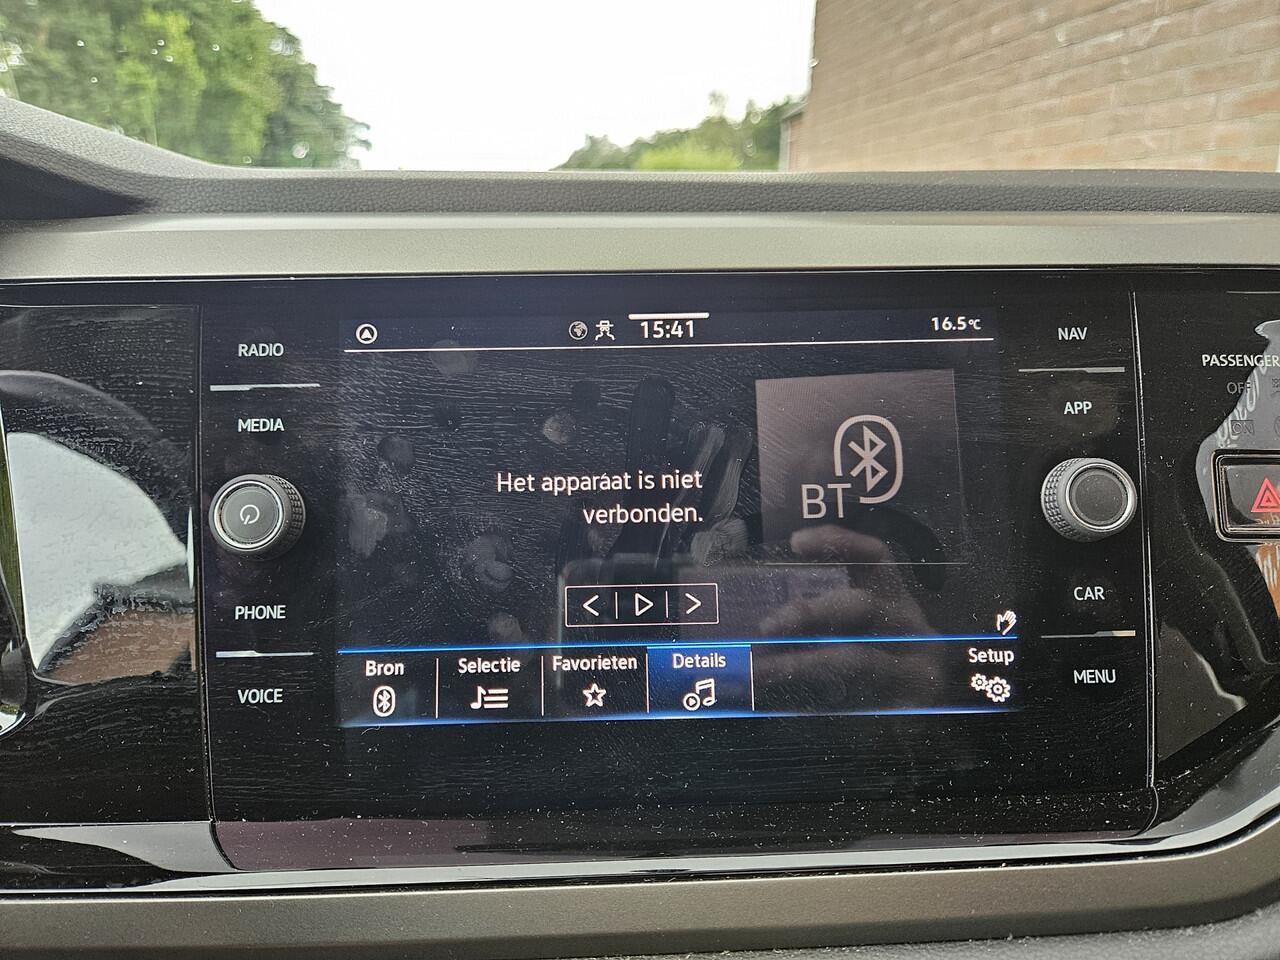 15:41
16.5°C
RADIO
MEDIA
PHONE
VOICE
NAV
APP
CAR
MENU
PASSENGER
ON
Het apparaat is niet
verbonden.
BT
Bron
Selectie
Favorieten
Details
Setup